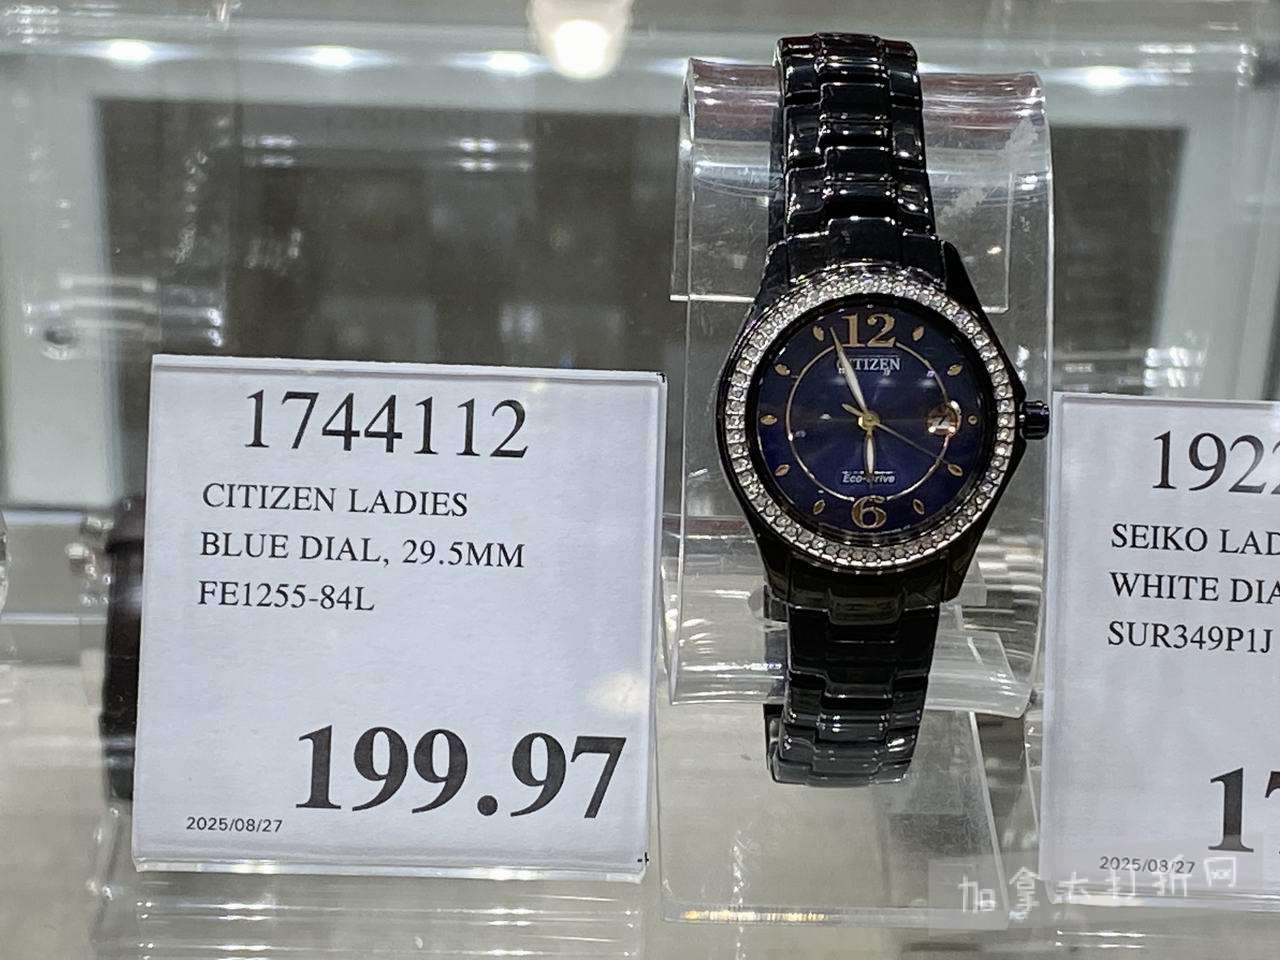 1744112
CITIZEN LADIES
BLUE DIAL, 29.5MM
FE1255-84L
199.97
2025/08/27
12
CITIZEN
Eco-Drive
6
1922
SEIKO LAD
WHITE DIA
SUR349P1J
17
2025/08/27
加拿大打折网